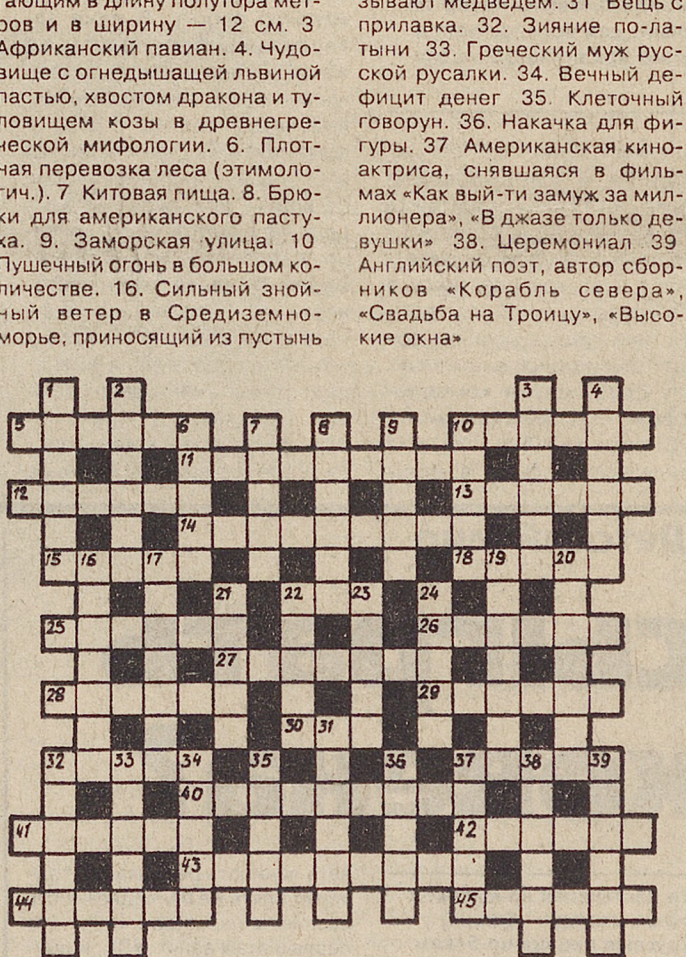 ающим в длину полутора мет-
ров и в ширину — 12 см. 3
Африканский павиан. 4. Чудо-
вище с огнедышащей львиной
пастью, хвостом дракона и ту-
ловищем козы в древнегре-
ческой мифологии. 6. Плот-
ная перевозка леса (этимоло-
гич.). 7 Китовая пища. 8. Брю-
ки для американского пасту-
ха. 9. Заморская улица. 10
Пушечный огонь в большом ко-
личестве. 16. Сильный зной-
ный ветер в Средиземно-
морье, приносящий из пустынь
зывают медведем. 31 Вещь с
прилавка. 32. Зияние по-ла-
тыни 33. Греческий муж рус-
ской русалки. 34. Вечный де-
фицит денег 35. Клеточный
говорун. 36. Накачка для фи-
гуры. 37 Американская кино-
актриса, снявшаяся в филь-
мах «Как вый-ти замуж за мил-
лионера», «В джазе только де-
вушки» 38. Церемониал 39
Английский поэт, автор сбор-
ников «Корабль севера»,
«Свадьба на Троицу», «Высо-
кие окна»
1 2 3 4
5 6 7 8 9 10
11
12 13
14
15 16 17 18 19 20
21 22 23 24
25 26
27
28 29
30 31
32 33 34 35 36 37 38 39
40
41 42
43
44 45